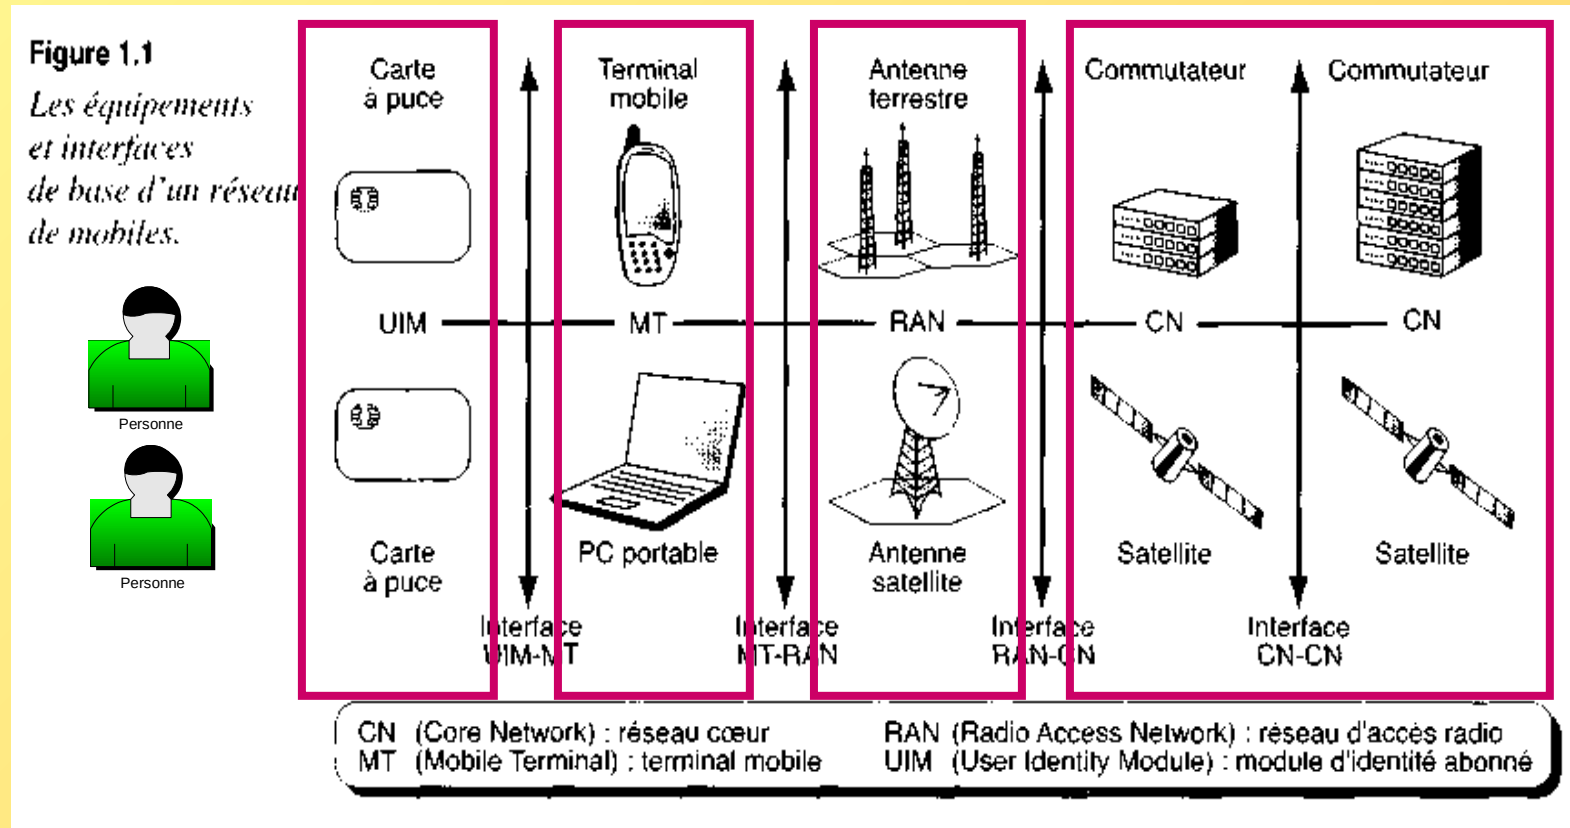 Figure 1.1
Les équipements
et interfaces
de base d'un réseau
de mobiles.
Personne
Personne
Carte
à puce
Terminal
mobile
Antenne
terrestre
Commutateur
Commutateur
UIM
MT
RAN
CN
CN
Carte
à puce
PC portable
Antenne
satellite
Satellite
Satellite
Interface
UIM-MT
Interface
MT-RAN
Interface
RAN-CN
Interface
CN-CN
CN (Core Network) : réseau cœur
MT (Mobile Terminal) : terminal mobile
RAN (Radio Access Network) : réseau d'accès radio
UIM (User Identity Module) : module d'identité abonné